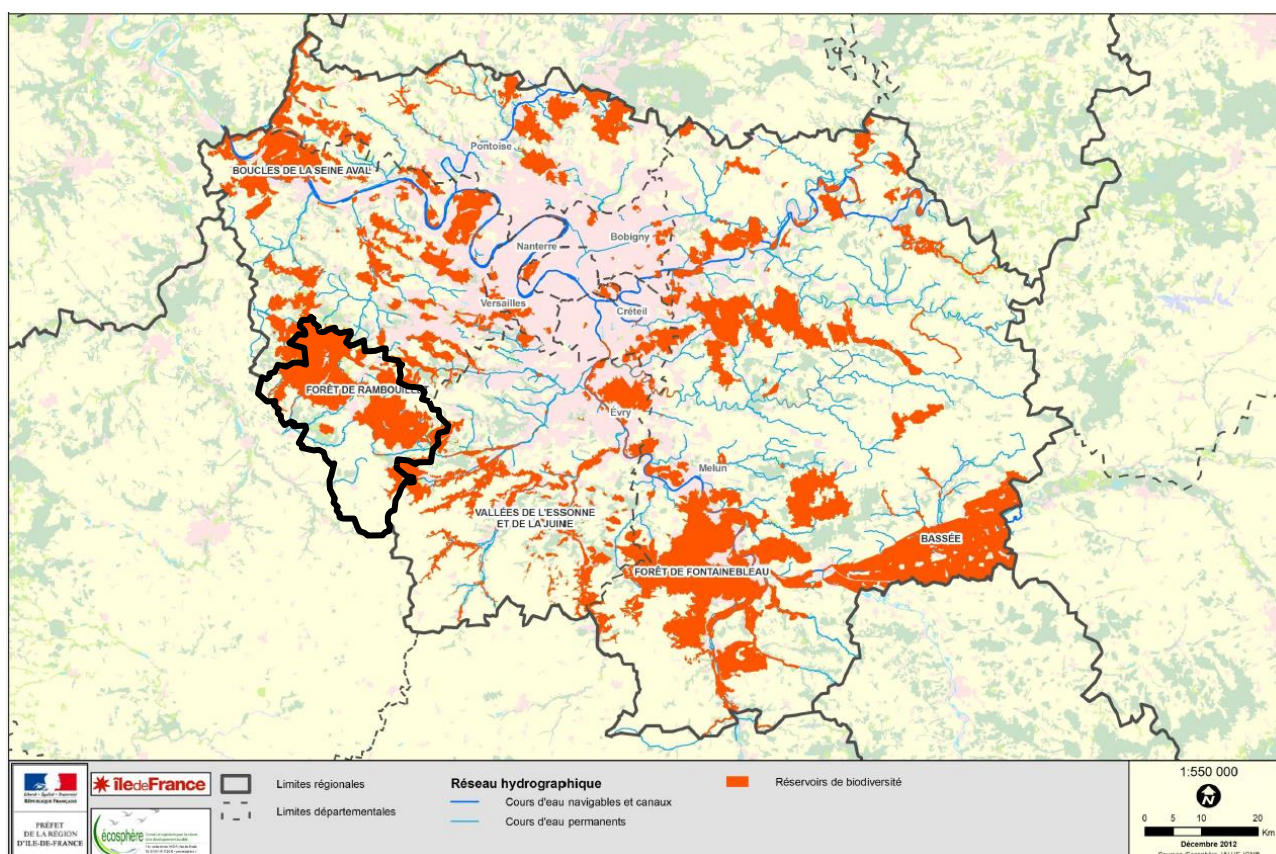 Pontoise
BOUCLES DE LA SEINE AVAL
Nanterre
Bobigny
Versailles
Créteil
FORÊT DE RAMBOUILLE
Évry
Melun
VALLÉES DE L'ESSONNE
ET DE LA JUINE
BASSÉE
FORÊT DE FONTAINEBLEAU
RÉPUBLIQUE FRANÇAISE
PRÉFET
DE LA RÉGION
D'ILE-DE-FRANCE
îledeFrance
écosphère
Limites régionales
Limites départementales
Réseau hydrographique
Cours d'eau navigables et canaux
Cours d'eau permanents
Réservoirs de biodiversité
1:550 000
N
0 5 10 20
Km
Décembre 2012